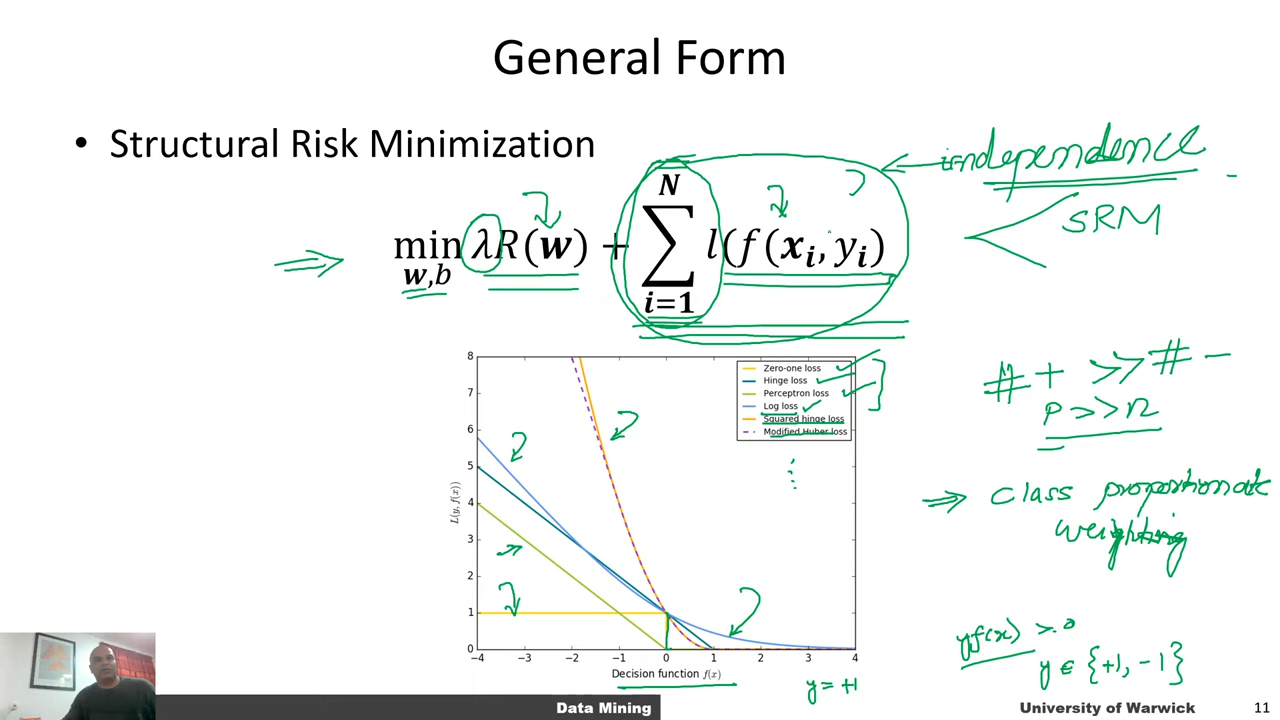 General Form
• Structural Risk Minimization
independence
SRM
min w,b λR(w) + ∑ N i=1 l(f(xᵢ, yᵢ)
# + >> # -
P >> n
⇒ class proportionate
weighting
yf(x) > 0
y ∈ {+1, -1}
Zero-one loss
Hinge loss
Perceptron loss
Log loss
Squared hinge loss
Modified Huber loss
L(y, f(x))
8
7
6
5
4
3
2
1
0
−4 −3 −2 −1 0 1 2 3 4
Decision function f(x)
y = +1
Data Mining
University of Warwick
11